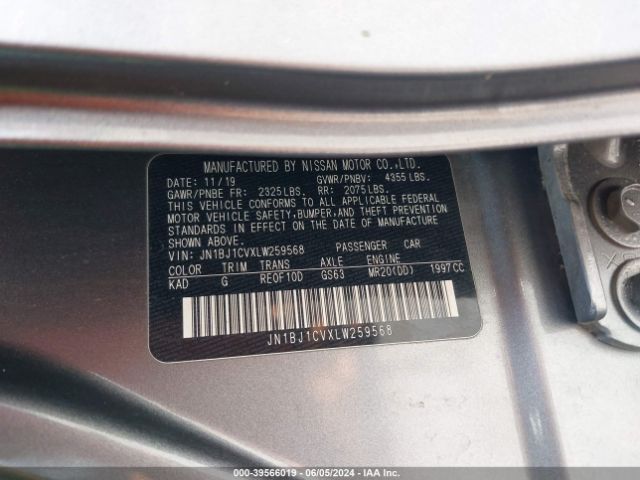 MANUFACTURED BY NISSAN MOTOR CO.,LTD.
DATE: 11/19 GVWR/PNBV: 4355 LBS.
GAWR/PNBE FR: 2325 LBS. RR: 2075 LBS.
THIS VEHICLE CONFORMS TO ALL APPLICABLE FEDERAL
MOTOR VEHICLE SAFETY, BUMPER, AND THEFT PREVENTION
STANDARDS IN EFFECT ON THE DATE OF MANUFACTURE
SHOWN ABOVE.
VIN: JN1BJ1CVXLW259568 PASSENGER CAR
COLOR TRIM TRANS AXLE ENGINE
KAD G RE0F10D GS63 MR20(DD) 1997CC
JN1BJ1CVXLW259568
000-39566019 - 06/05/2024 - IAA Inc.